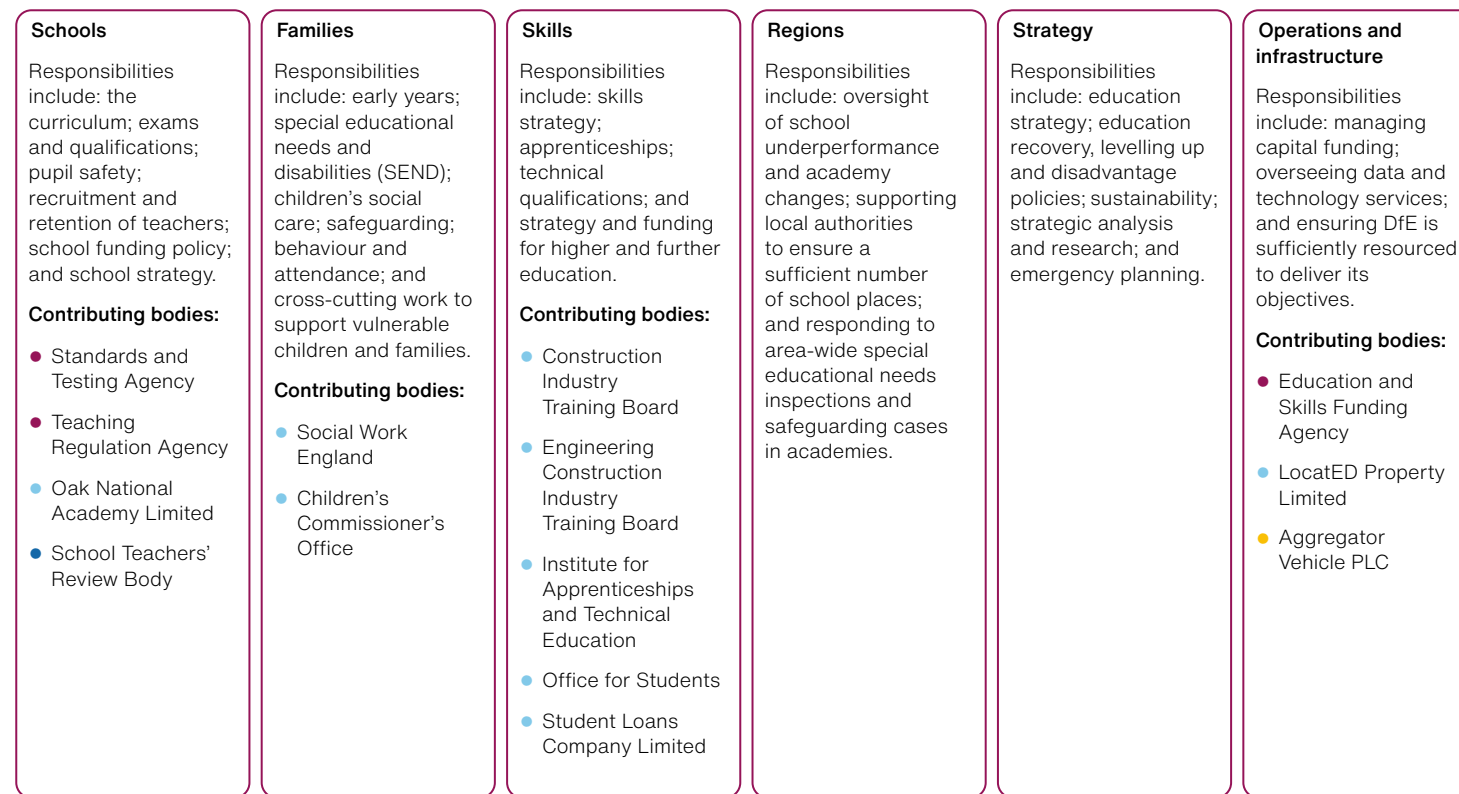 Schools
Responsibilities
include: the
curriculum; exams
and qualifications;
pupil safety;
recruitment and
retention of teachers;
school funding policy;
and school strategy.
Contributing bodies:
Standards and
Testing Agency
Teaching
Regulation Agency
Oak National
Academy Limited
School Teachers’
Review Body
Families
Responsibilities
include: early years;
special educational
needs and
disabilities (SEND);
children’s social
care; safeguarding;
behaviour and
attendance; and
cross-cutting work to
support vulnerable
children and families.
Contributing bodies:
Social Work
England
Children’s
Commissioner’s
Office
Skills
Responsibilities
include: skills
strategy;
apprenticeships;
technical
qualifications; and
strategy and funding
for higher and further
education.
Contributing bodies:
Construction
Industry
Training Board
Engineering
Construction
Industry
Training Board
Institute for
Apprenticeships
and Technical
Education
Office for Students
Student Loans
Company Limited
Regions
Responsibilities
include: oversight
of school
underperformance
and academy
changes; supporting
local authorities
to ensure a
sufficient number
of school places;
and responding to
area-wide special
educational needs
inspections and
safeguarding cases
in academies.
Strategy
Responsibilities
include: education
strategy; education
recovery, levelling up
and disadvantage
policies; sustainability;
strategic analysis
and research; and
emergency planning.
Operations and
infrastructure
Responsibilities
include: managing
capital funding;
overseeing data and
technology services;
and ensuring DfE is
sufficiently resourced
to deliver its
objectives.
Contributing bodies:
Education and
Skills Funding
Agency
LocatED Property
Limited
Aggregator
Vehicle PLC